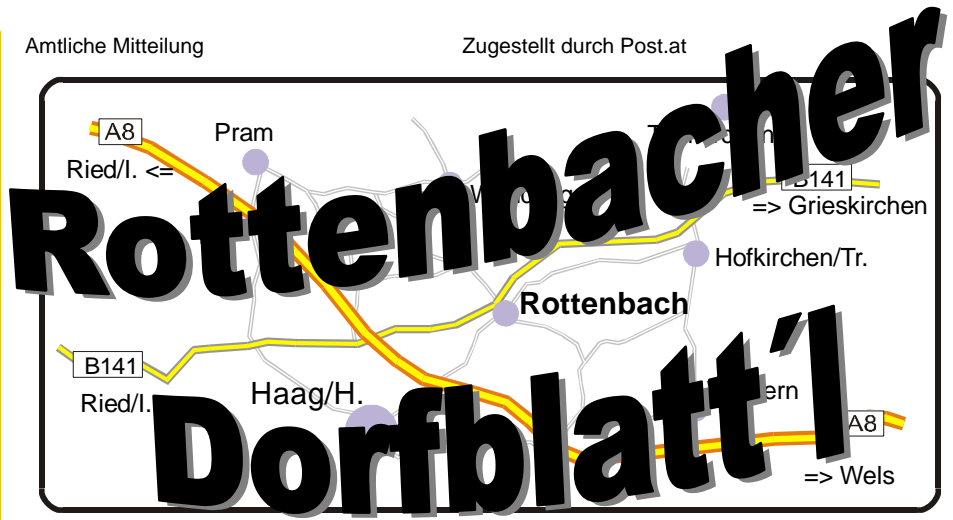 Amtliche Mitteilung
Zugestellt durch Post.at
Rottenbacher
A8
Pram
Ried/I. <=
B141
=> Grieskirchen
Hofkirchen/Tr.
Rottenbach
B141
Ried/I.
Haag/H.
Dorfblatt´l
A8
=> Wels